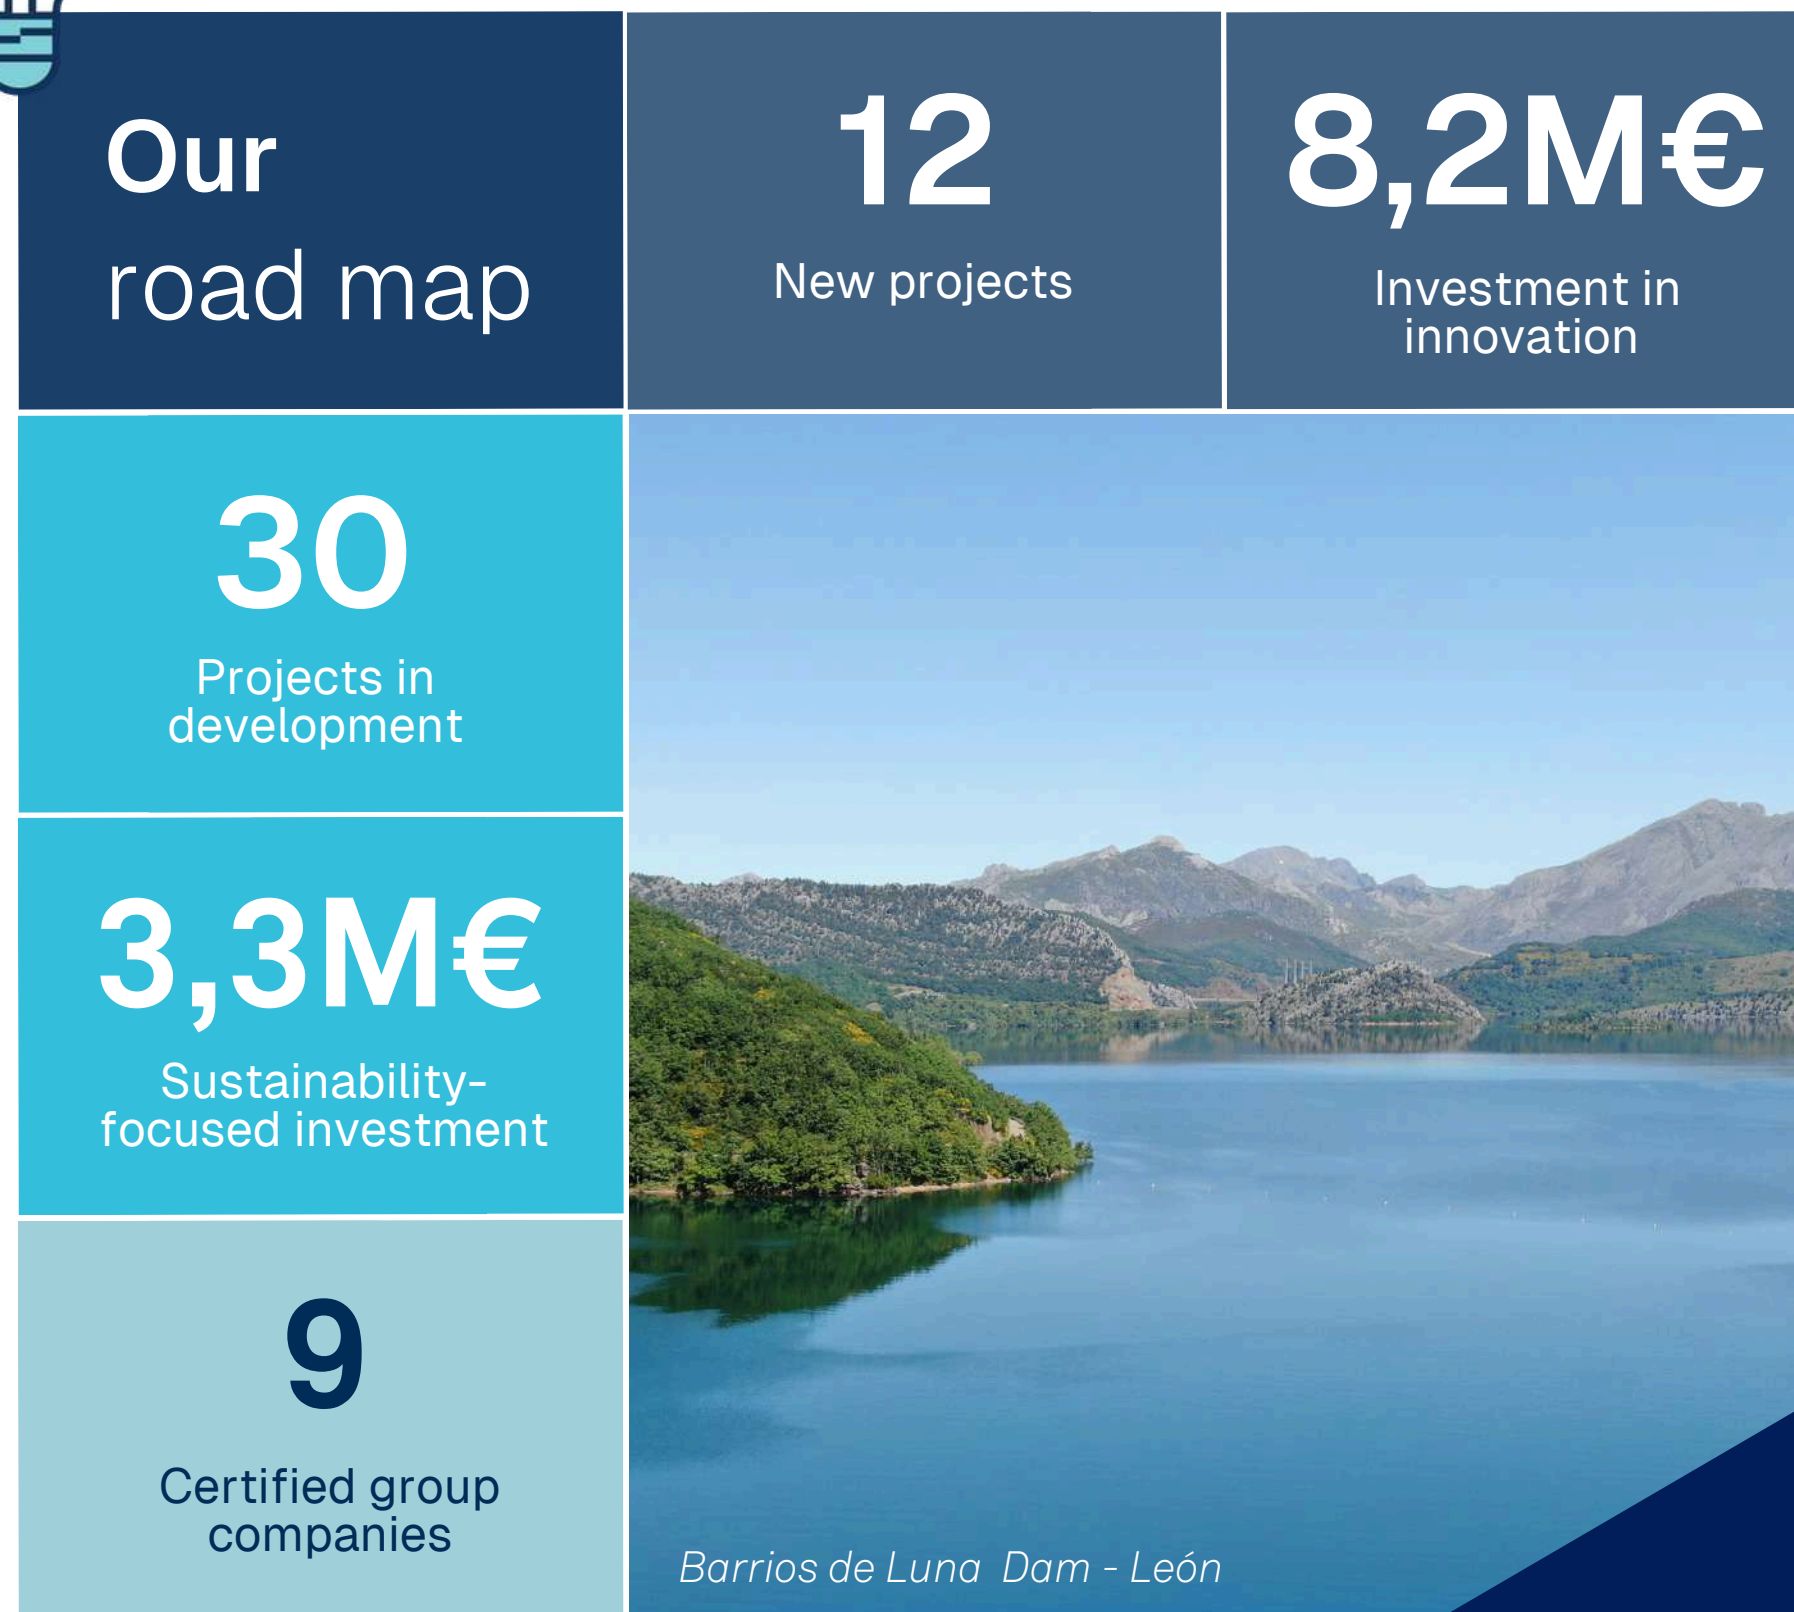 Our
road map
12
New projects
8,2M€
Investment in
innovation
30
Projects in
development
3,3M€
Sustainability-
focused investment
9
Certified group
companies
Barrios de Luna Dam - León